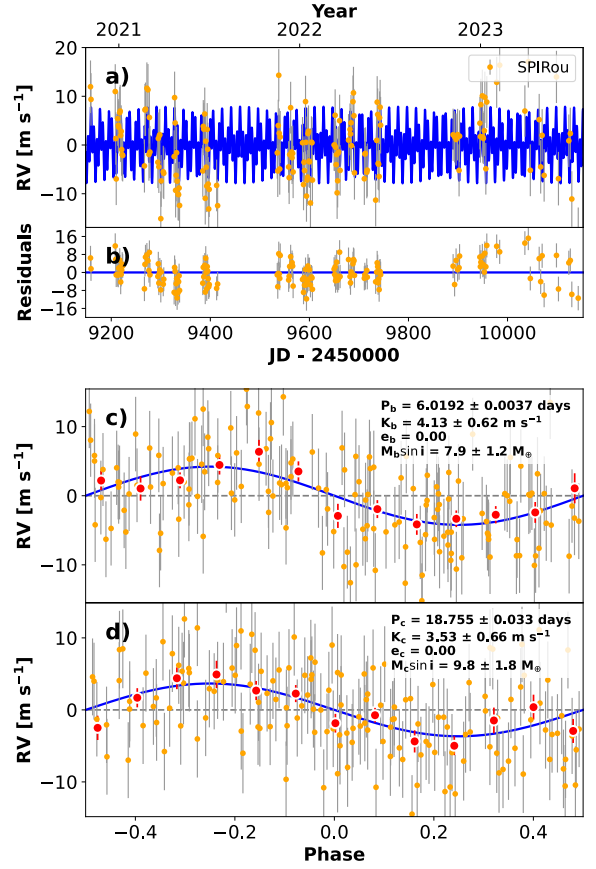 Year
2021 2022 2023
20
10
0
−10
RV [m s⁻¹]
a)
SPIRou
16
8
0
−8
−16
Residuals
b)
9200 9400 9600 9800 10000
JD - 2450000
10
0
−10
RV [m s⁻¹]
c)
P_b = 6.0192 ± 0.0037 days
K_b = 4.13 ± 0.62 m s⁻¹
e_b = 0.00
M_b sin i = 7.9 ± 1.2 M⊕
10
0
−10
RV [m s⁻¹]
d)
P_c = 18.755 ± 0.033 days
K_c = 3.53 ± 0.66 m s⁻¹
e_c = 0.00
M_c sin i = 9.8 ± 1.8 M⊕
−0.4 −0.2 0.0 0.2 0.4
Phase